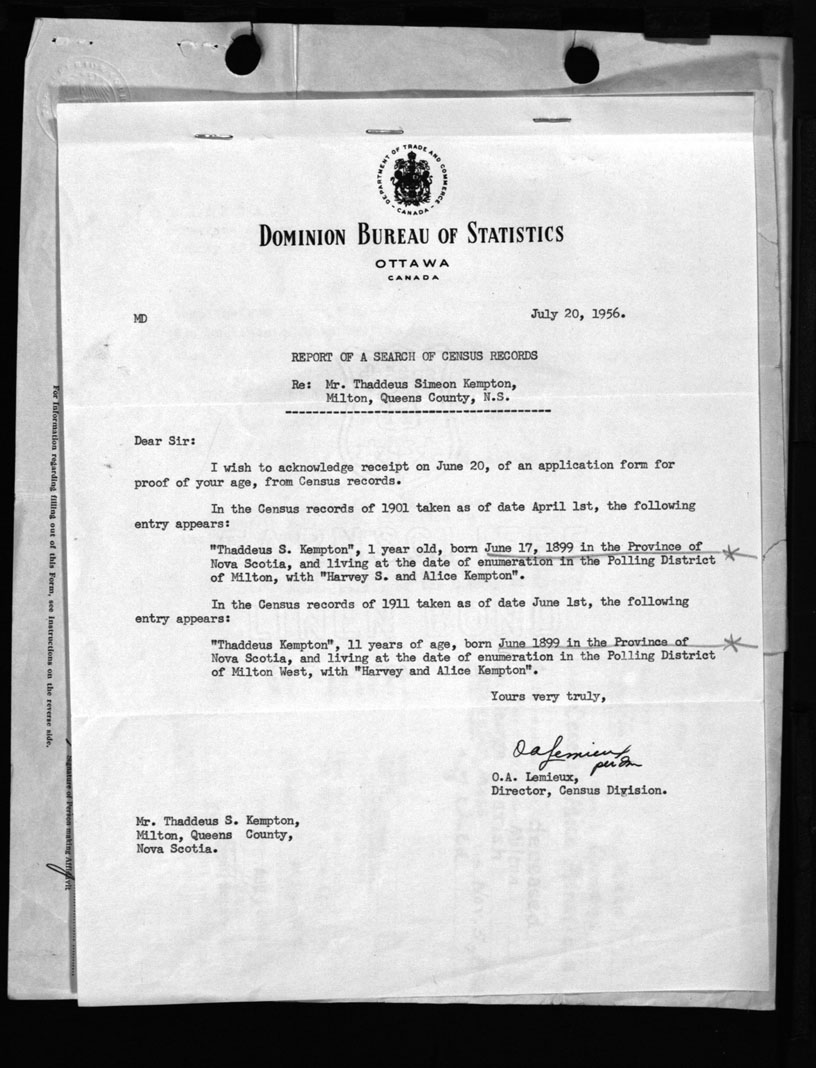 DEPARTMENT OF TRADE AND COMMERCE
- CANADA -
DOMINION BUREAU OF STATISTICS
OTTAWA
CANADA
MD
July 20, 1956.
REPORT OF A SEARCH OF CENSUS RECORDS
Re: Mr. Thaddeus Simeon Kempton,
Milton, Queens County, N.S.
Dear Sir:
I wish to acknowledge receipt on June 20, of an application form for
proof of your age, from Census records.
In the Census records of 1901 taken as of date April 1st, the following
entry appears:
"Thaddeus S. Kempton", 1 year old, born June 17, 1899 in the Province of
Nova Scotia, and living at the date of enumeration in the Polling District
of Milton, with "Harvey S. and Alice Kempton".
In the Census records of 1911 taken as of date June 1st, the following
entry appears:
"Thaddeus Kempton", 11 years of age, born June 1899 in the Province of
Nova Scotia, and living at the date of enumeration in the Polling District
of Milton West, with "Harvey and Alice Kempton".
Yours very truly,
O A Lemieux
per
O.A. Lemieux,
Director, Census Division.
Mr. Thaddeus S. Kempton,
Milton, Queens County,
Nova Scotia.
For information regarding filling out of this Form, see Instructions on the reverse side.
Signature of Person making Affidavit